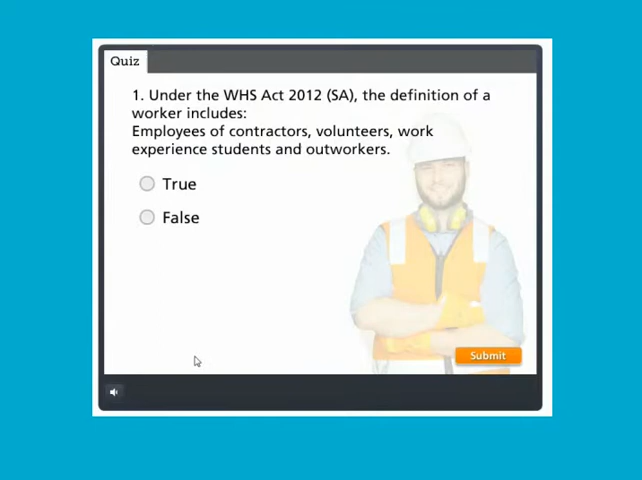 Quiz
1. Under the WHS Act 2012 (SA), the definition of a
worker includes:
Employees of contractors, volunteers, work
experience students and outworkers.
True
False
Submit